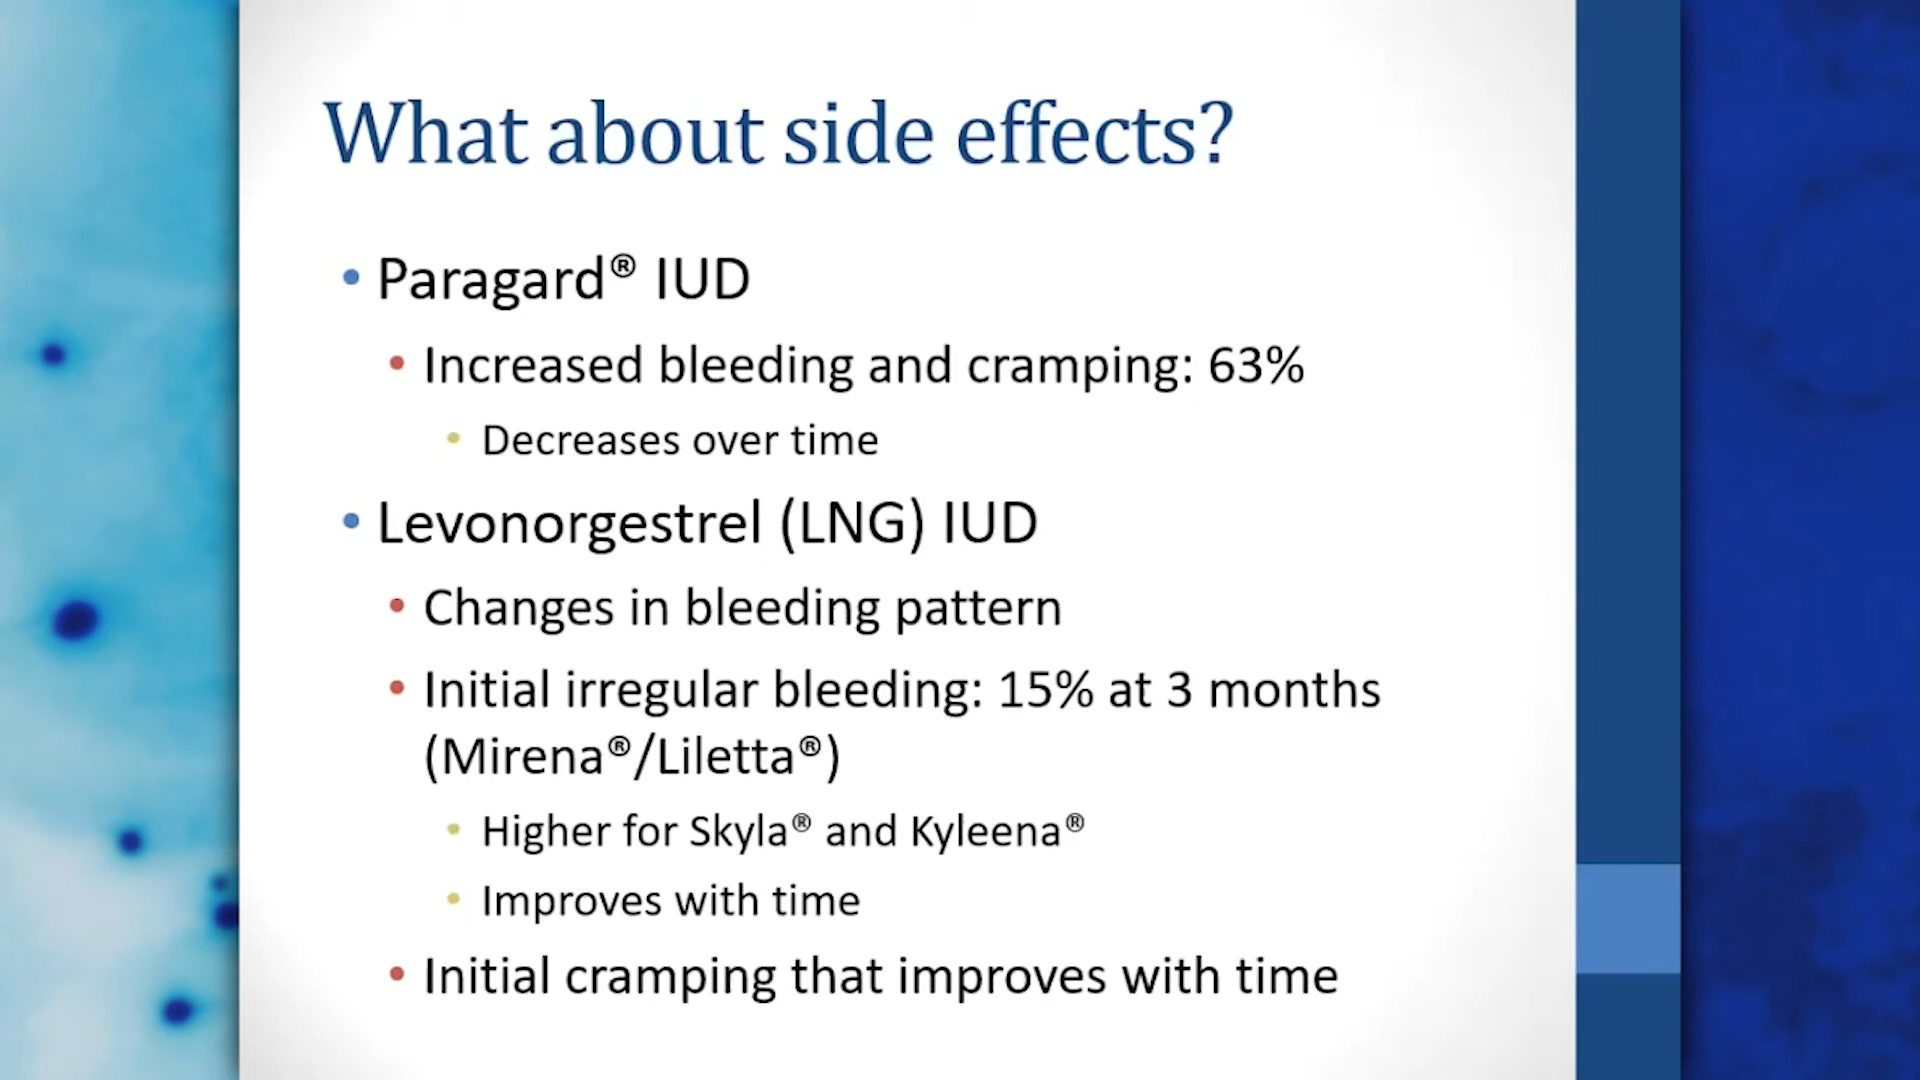 What about side effects?
• Paragard® IUD
• Increased bleeding and cramping: 63%
• Decreases over time
• Levonorgestrel (LNG) IUD
• Changes in bleeding pattern
• Initial irregular bleeding: 15% at 3 months
(Mirena®/Liletta®)
• Higher for Skyla® and Kyleena®
• Improves with time
• Initial cramping that improves with time